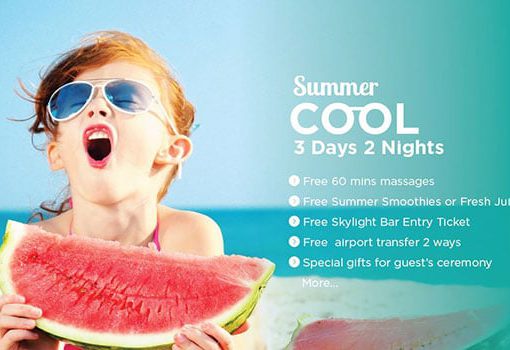 Summer
COOL
3 Days 2 Nights
Free 60 mins massages
Free Summer Smoothies or Fresh Jui
Free Skylight Bar Entry Ticket
Free airport transfer 2 ways
Special gifts for guest's ceremony
More...